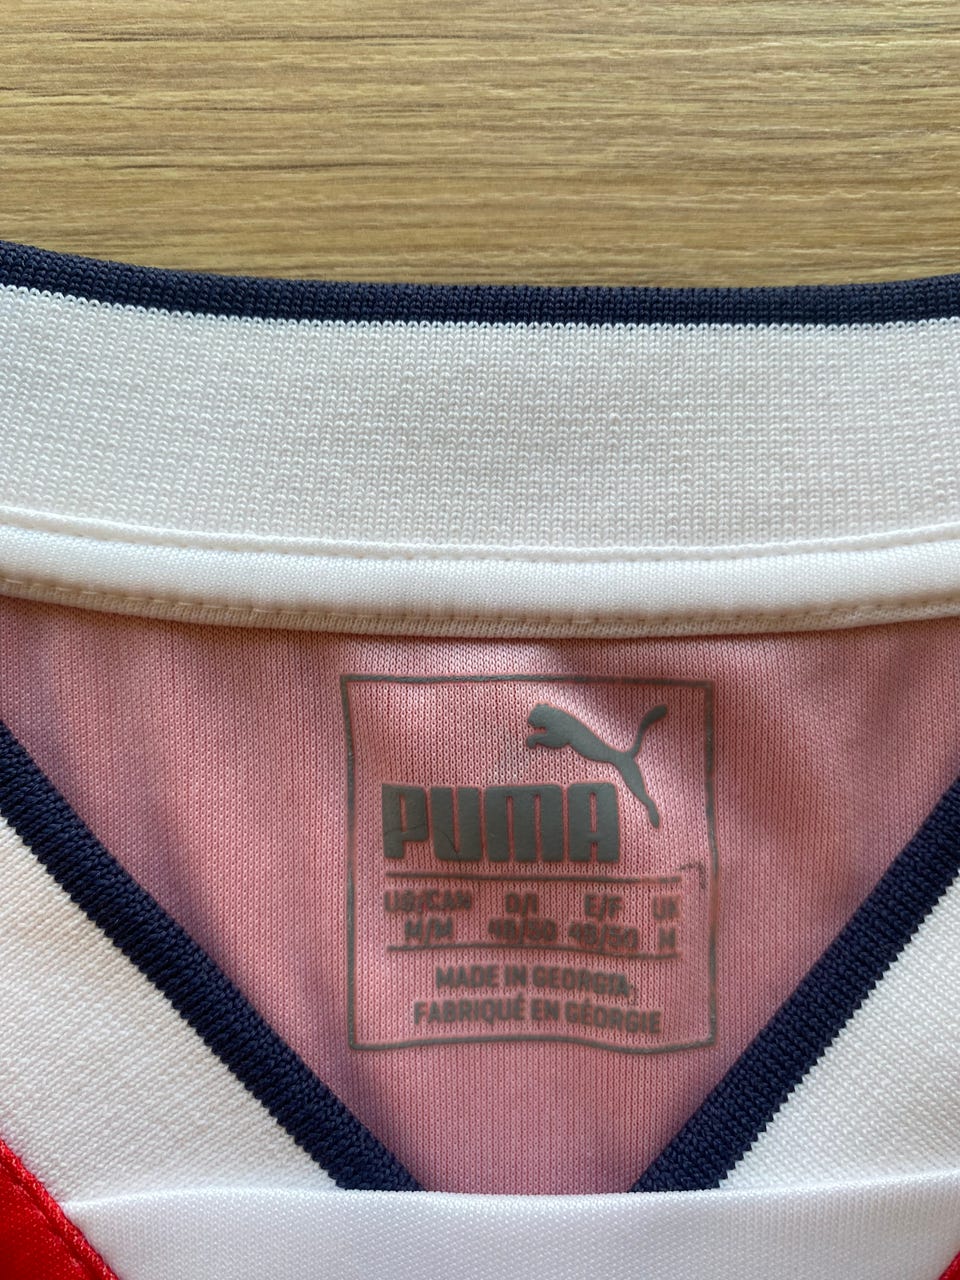 PUMA
US/CAN D/I E/F UK
M/M 48/50 48/50 M
MADE IN GEORGIA,
FABRIQUÉ EN GÉORGIE